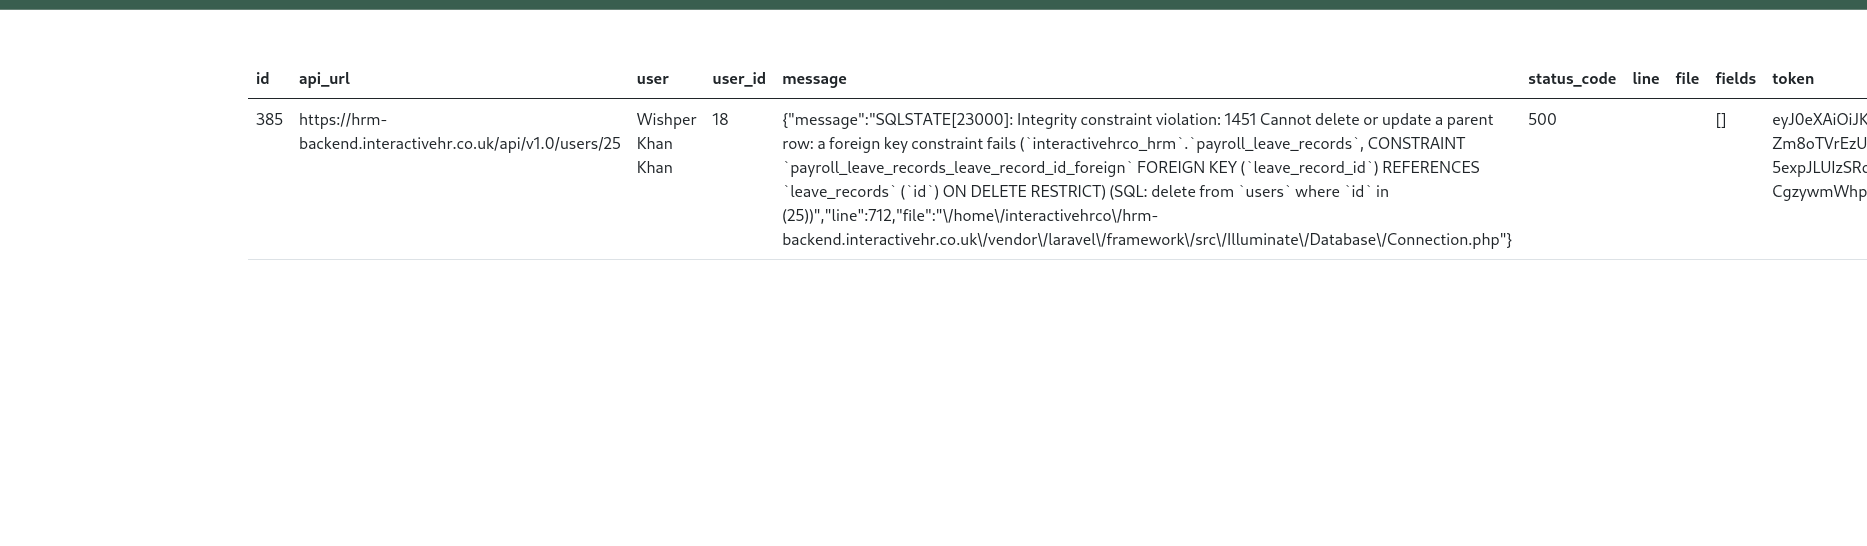 id api_url user user_id message status_code line file fields token
385 https://hrm- Wishper 18 {"message":"SQLSTATE[23000]: Integrity constraint violation: 1451 Cannot delete or update a parent 500 [] eyJ0eXAiOiJK
backend.interactivehr.co.uk/api/v1.0/users/25 Khan row: a foreign key constraint fails (`interactivehrco_hrm`.`payroll_leave_records`, CONSTRAINT Zm8oTVrEzU
Khan `payroll_leave_records_leave_record_id_foreign` FOREIGN KEY (`leave_record_id`) REFERENCES 5expJLUIzSRc
`leave_records` (`id`) ON DELETE RESTRICT) (SQL: delete from `users` where `id` in CgzywmWhp
(25))","line":712,"file":"\/home\/interactivehrco\/hrm-
backend.interactivehr.co.uk\/vendor\/laravel\/framework\/src\/Illuminate\/Database\/Connection.php"}